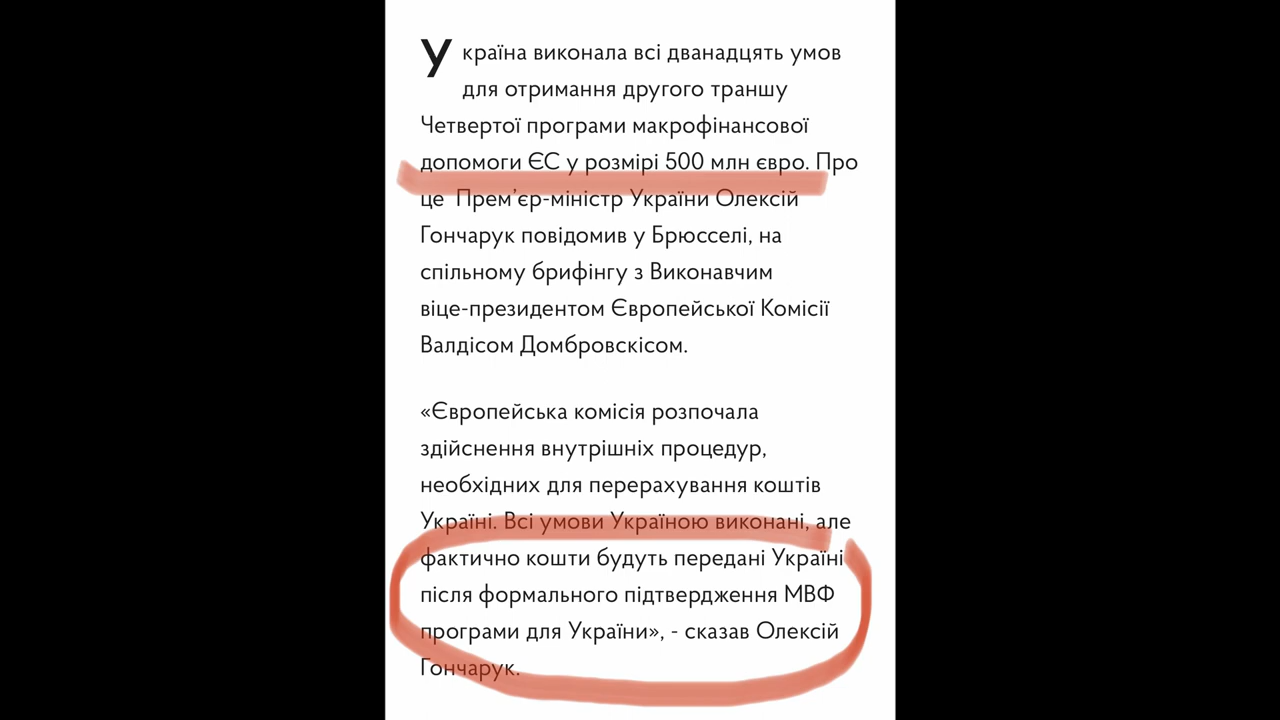 Україна виконала всі дванадцять умов
для отримання другого траншу
Четвертої програми макрофінансової
допомоги ЄС у розмірі 500 млн євро. Про
це Прем’єр-міністр України Олексій
Гончарук повідомив у Брюсселі, на
спільному брифінгу з Виконавчим
віце-президентом Європейської Комісії
Валдісом Домбровскісом.
«Європейська комісія розпочала
здійснення внутрішніх процедур,
необхідних для перерахування коштів
Україні. Всі умови Україною виконані, але
фактично кошти будуть передані Україні
після формального підтвердження МВФ
програми для України», - сказав Олексій
Гончарук.